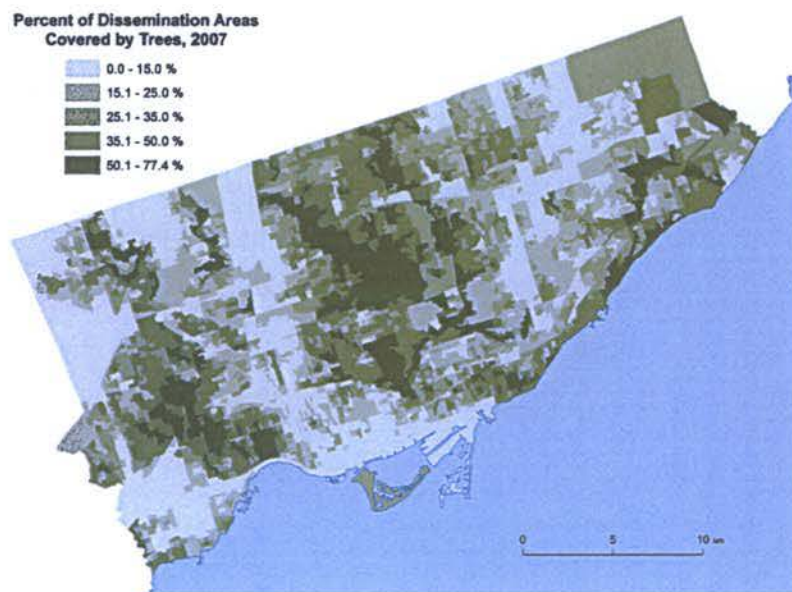 Percent of Dissemination Areas
Covered by Trees, 2007
0.0 - 15.0 %
15.1 - 25.0 %
25.1 - 35.0 %
35.1 - 50.0 %
50.1 - 77.4 %
0 5 10 km